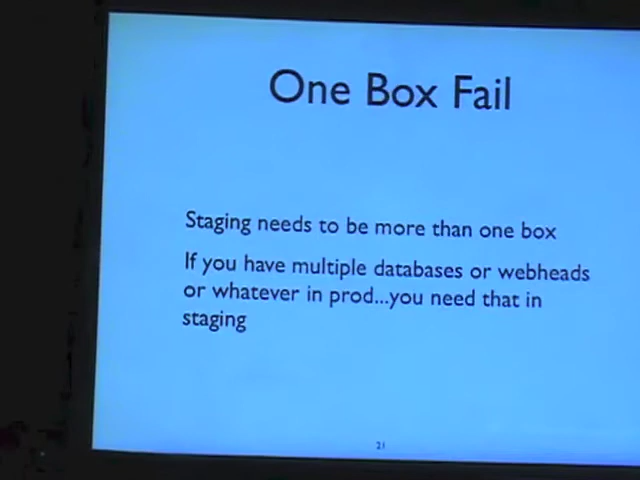 One Box Fail
Staging needs to be more than one box
If you have multiple databases or webheads
or whatever in prod...you need that in
staging
21